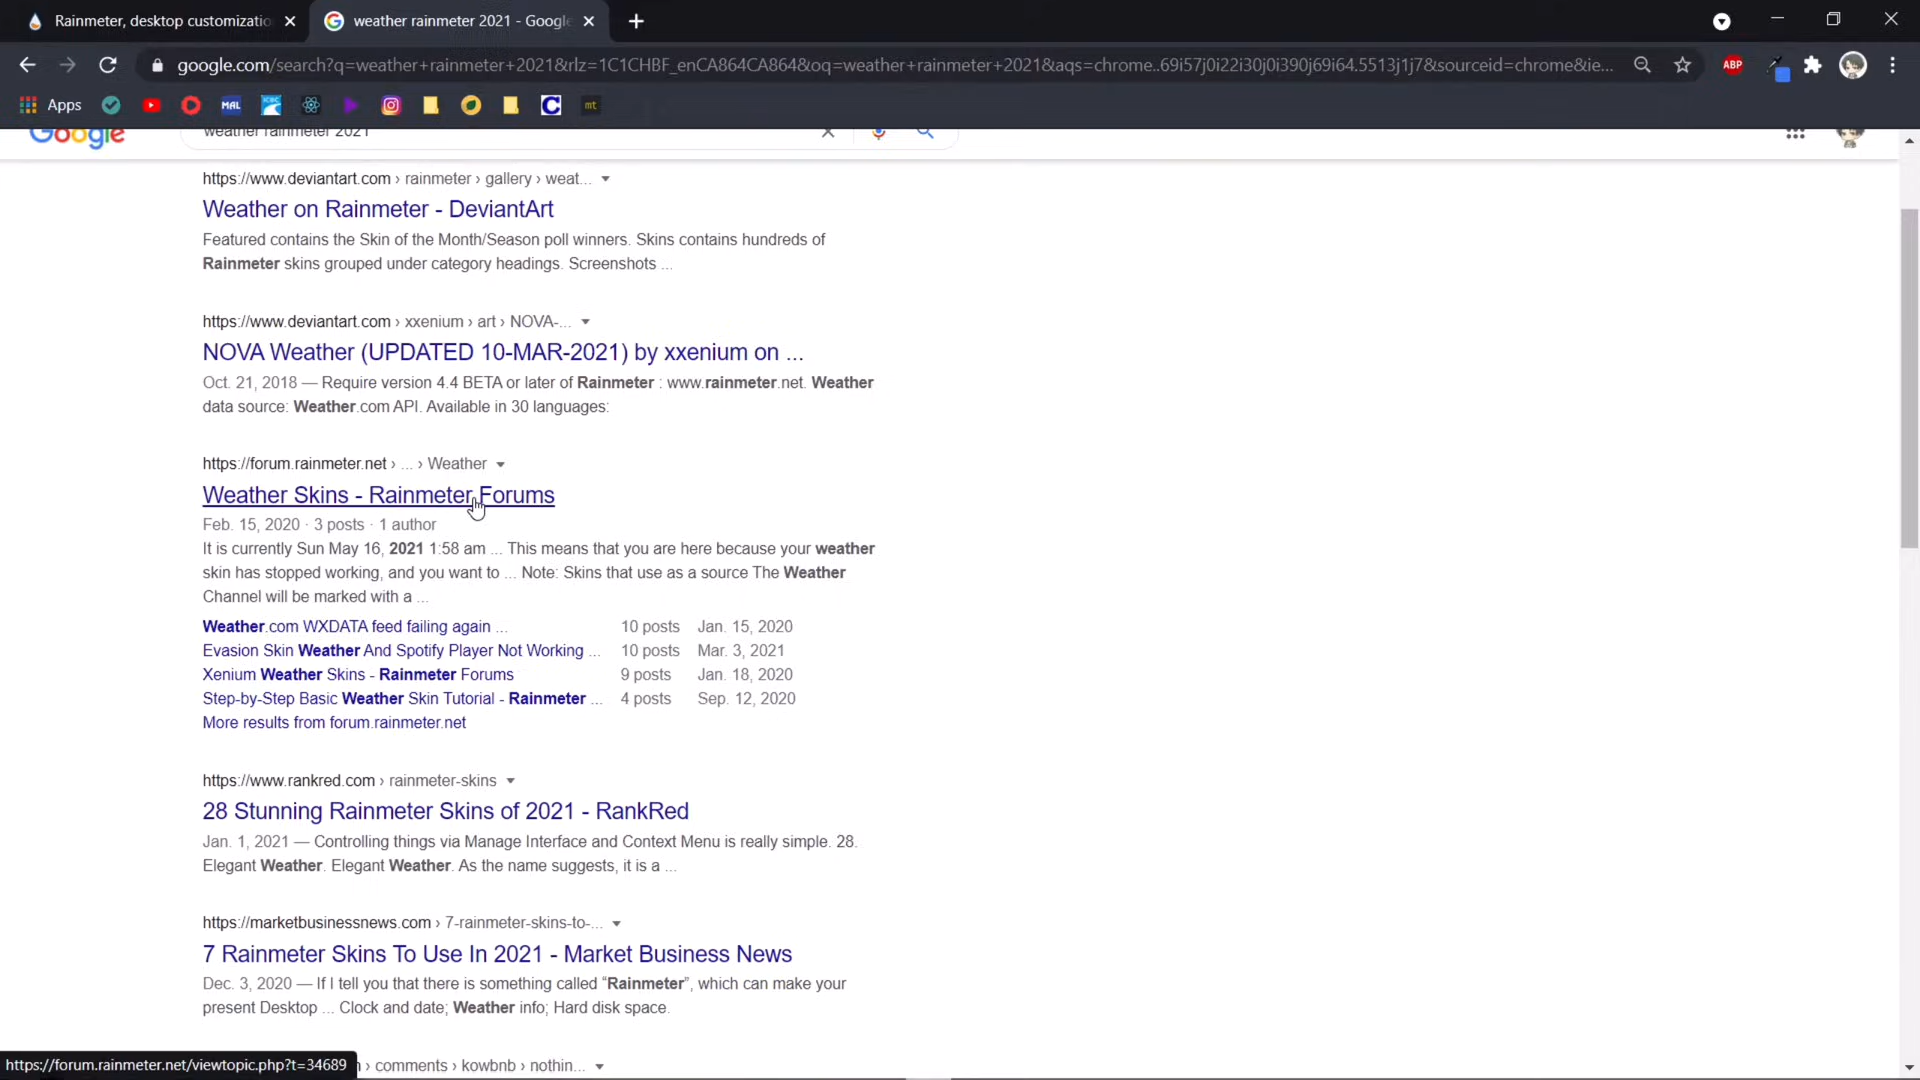 Rainmeter, desktop customizatio
weather rainmeter 2021 - Google
google.com/search?q=weather+rainmeter+2021&rlz=1C1CHBF_enCA864CA864&oq=weather+rainmeter+2021&aqs=chrome..69i57j0i22i30j0i390j69i64.5513j1j7&sourceid=chrome&ie...
ABP
Apps
MAL
ICBC
mt
Google
weather rainmeter 2021
https://www.deviantart.com › rainmeter › gallery › weat...
Weather on Rainmeter - DeviantArt
Featured contains the Skin of the Month/Season poll winners. Skins contains hundreds of
Rainmeter skins grouped under category headings. Screenshots ...
https://www.deviantart.com › xxenium › art › NOVA-...
NOVA Weather (UPDATED 10-MAR-2021) by xxenium on ...
Oct. 21, 2018 — Require version 4.4 BETA or later of Rainmeter : www.rainmeter.net. Weather
data source: Weather.com API. Available in 30 languages:
https://forum.rainmeter.net › ... › Weather
Weather Skins - Rainmeter Forums
Feb. 15, 2020 · 3 posts · 1 author
It is currently Sun May 16, 2021 1:58 am ... This means that you are here because your weather
skin has stopped working, and you want to ... Note: Skins that use as a source The Weather
Channel will be marked with a ...
Weather.com WXDATA feed failing again ... 10 posts Jan. 15, 2020
Evasion Skin Weather And Spotify Player Not Working ... 10 posts Mar. 3, 2021
Xenium Weather Skins - Rainmeter Forums 9 posts Jan. 18, 2020
Step-by-Step Basic Weather Skin Tutorial - Rainmeter ... 4 posts Sep. 12, 2020
More results from forum.rainmeter.net
https://www.rankred.com › rainmeter-skins
28 Stunning Rainmeter Skins of 2021 - RankRed
Jan. 1, 2021 — Controlling things via Manage Interface and Context Menu is really simple. 28.
Elegant Weather. Elegant Weather. As the name suggests, it is a ...
https://marketbusinessnews.com › 7-rainmeter-skins-to-...
7 Rainmeter Skins To Use In 2021 - Market Business News
Dec. 3, 2020 — If I tell you that there is something called “Rainmeter”, which can make your
present Desktop ... Clock and date; Weather info; Hard disk space.
https://forum.rainmeter.net/viewtopic.php?t=34689 › comments › kowbnb › nothin...